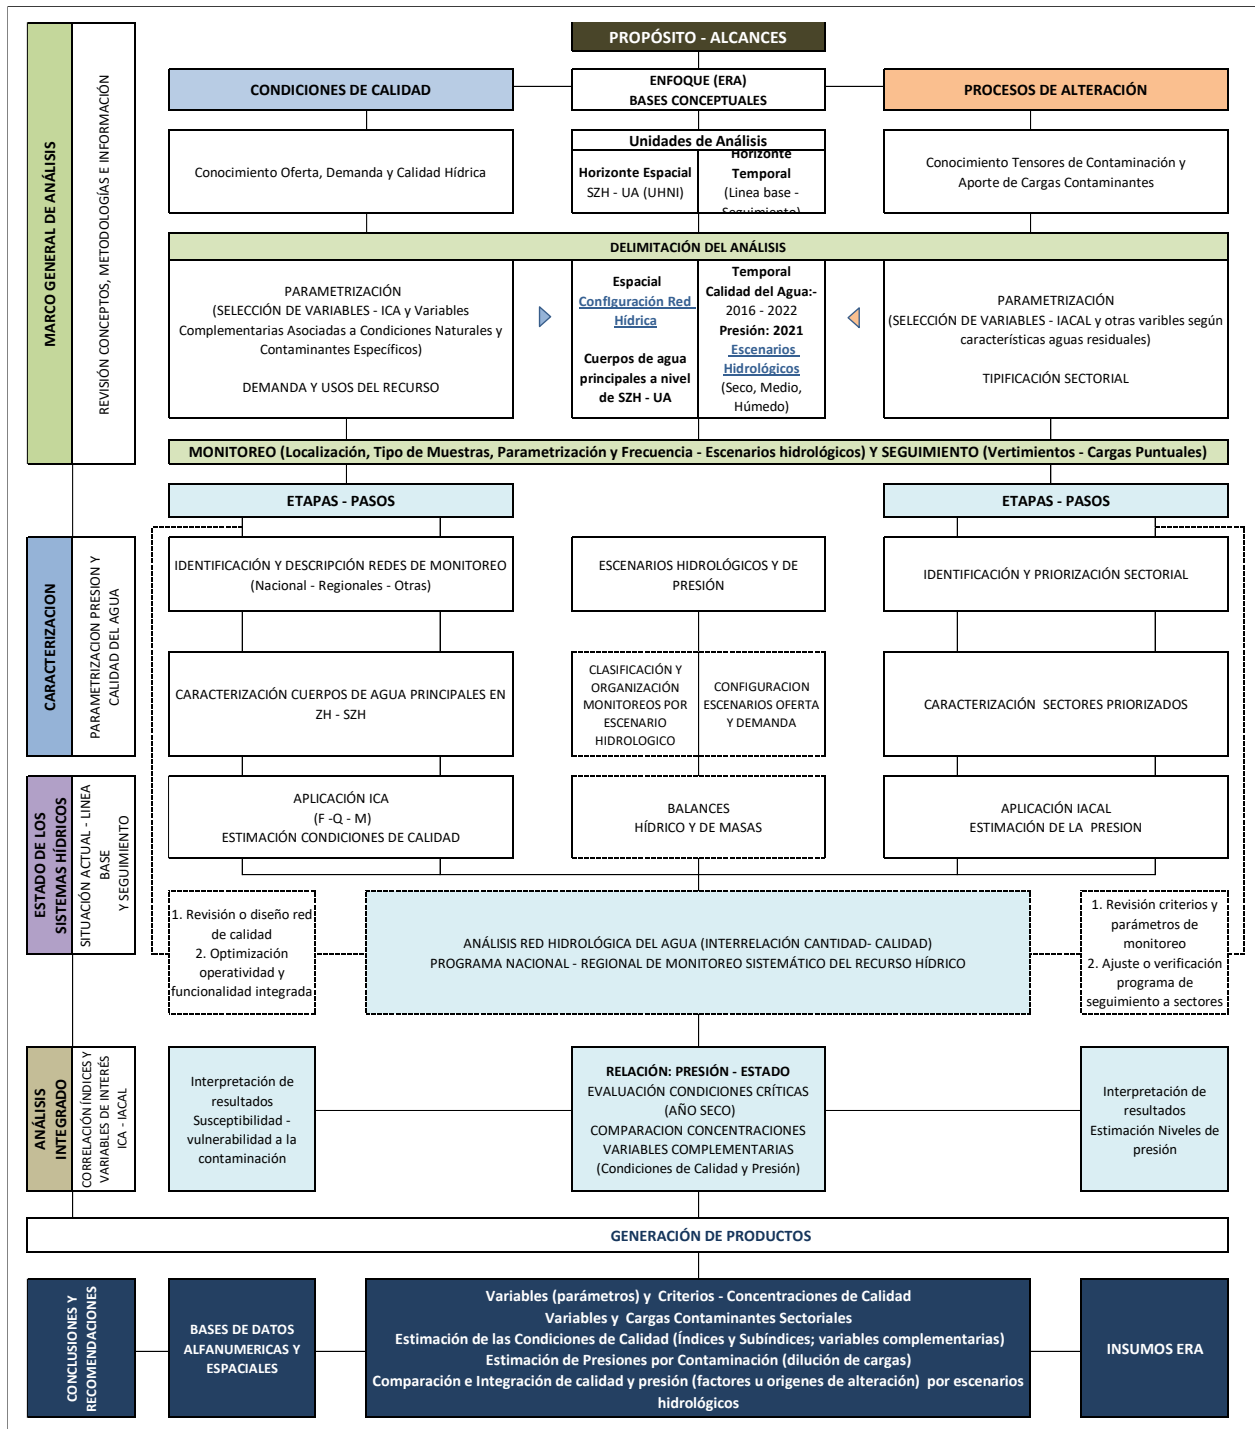 PROPÓSITO - ALCANCES
CONDICIONES DE CALIDAD
ENFOQUE (ERA)
BASES CONCEPTUALES
PROCESOS DE ALTERACIÓN
MARCO GENERAL DE ANÁLISIS
REVISIÓN CONCEPTOS, METODOLOGÍAS E INFORMACIÓN
Conocimiento Oferta, Demanda y Calidad Hídrica
Unidades de Análisis
Horizonte Espacial
SZH - UA (UHNI)
Horizonte
Temporal
(Linea base -
Seguimiento)
Conocimiento Tensores de Contaminación y
Aporte de Cargas Contaminantes
DELIMITACIÓN DEL ANÁLISIS
PARAMETRIZACIÓN
(SELECCIÓN DE VARIABLES - ICA y Variables
Complementarias Asociadas a Condiciones Naturales y
Contaminantes Específicos)
DEMANDA Y USOS DEL RECURSO
Espacial
Configuración Red
Hídrica
Cuerpos de agua
principales a nivel
de SZH - UA
Temporal
Calidad del Agua:-
2016 - 2022
Presión: 2021
Escenarios
Hidrológicos
(Seco, Medio,
Húmedo)
PARAMETRIZACIÓN
(SELECCIÓN DE VARIABLES - IACAL y otras varibles según
características aguas residuales)
TIPIFICACIÓN SECTORIAL
MONITOREO (Localización, Tipo de Muestras, Parametrización y Frecuencia - Escenarios hidrológicos) Y SEGUIMIENTO (Vertimientos - Cargas Puntuales)
ETAPAS - PASOS
ETAPAS - PASOS
CARACTERIZACION
PARAMETRIZACION PRESION Y
CALIDAD DEL AGUA
IDENTIFICACIÓN Y DESCRIPCIÓN REDES DE MONITOREO
(Nacional - Regionales - Otras)
ESCENARIOS HIDROLÓGICOS Y DE
PRESIÓN
IDENTIFICACIÓN Y PRIORIZACIÓN SECTORIAL
CARACTERIZACIÓN CUERPOS DE AGUA PRINCIPALES EN
ZH - SZH
CLASIFICACIÓN Y
ORGANIZACIÓN
MONITOREOS POR
ESCENARIO
HIDROLOGICO
CONFIGURACION
ESCENARIOS OFERTA
Y DEMANDA
CARACTERIZACIÓN SECTORES PRIORIZADOS
ESTADO DE LOS
SISTEMAS HÍDRICOS
SITUACIÓN ACTUAL - LINEA
BASE
Y SEGUIMIENTO
APLICACIÓN ICA
(F -Q - M)
ESTIMACIÓN CONDICIONES DE CALIDAD
BALANCES
HÍDRICO Y DE MASAS
APLICACIÓN IACAL
ESTIMACIÓN DE LA PRESION
1. Revisión o diseño red
de calidad
2. Optimización
operatividad y
funcionalidad integrada
ANÁLISIS RED HIDROLÓGICA DEL AGUA (INTERRELACIÓN CANTIDAD- CALIDAD)
PROGRAMA NACIONAL - REGIONAL DE MONITOREO SISTEMÁTICO DEL RECURSO HÍDRICO
1. Revisión criterios y
parámetros de
monitoreo
2. Ajuste o verificación
programa de
seguimiento a sectores
ANÁLISIS
INTEGRADO
CORRELACIÓN ÍNDICES Y
VARIABLES DE INTERÉS
ICA - IACAL
Interpretación de
resultados
Susceptibilidad -
vulnerabilidad a la
contaminación
RELACIÓN: PRESIÓN - ESTADO
EVALUACIÓN CONDICIONES CRÍTICAS
(AÑO SECO)
COMPARACION CONCENTRACIONES
VARIABLES COMPLEMENTARIAS
(Condiciones de Calidad y Presión)
Interpretación de
resultados
Estimación Niveles de
presión
GENERACIÓN DE PRODUCTOS
CONCLUSIONES Y
RECOMENDACIONES
BASES DE DATOS
ALFANUMERICAS Y
ESPACIALES
Variables (parámetros) y Criterios - Concentraciones de Calidad
Variables y Cargas Contaminantes Sectoriales
Estimación de las Condiciones de Calidad (Índices y Subíndices; variables complementarias)
Estimación de Presiones por Contaminación (dilución de cargas)
Comparación e Integración de calidad y presión (factores u origenes de alteración) por escenarios
hidrológicos
INSUMOS ERA